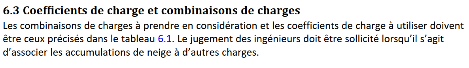 6.3 Coefficients de charge et combinaisons de charges
Les combinaisons de charges à prendre en considération et les coefficients de charge à utiliser doivent
être ceux précisés dans le tableau 6.1. Le jugement des ingénieurs doit être sollicité lorsqu'il s'agit
d'associer les accumulations de neige à d'autres charges.